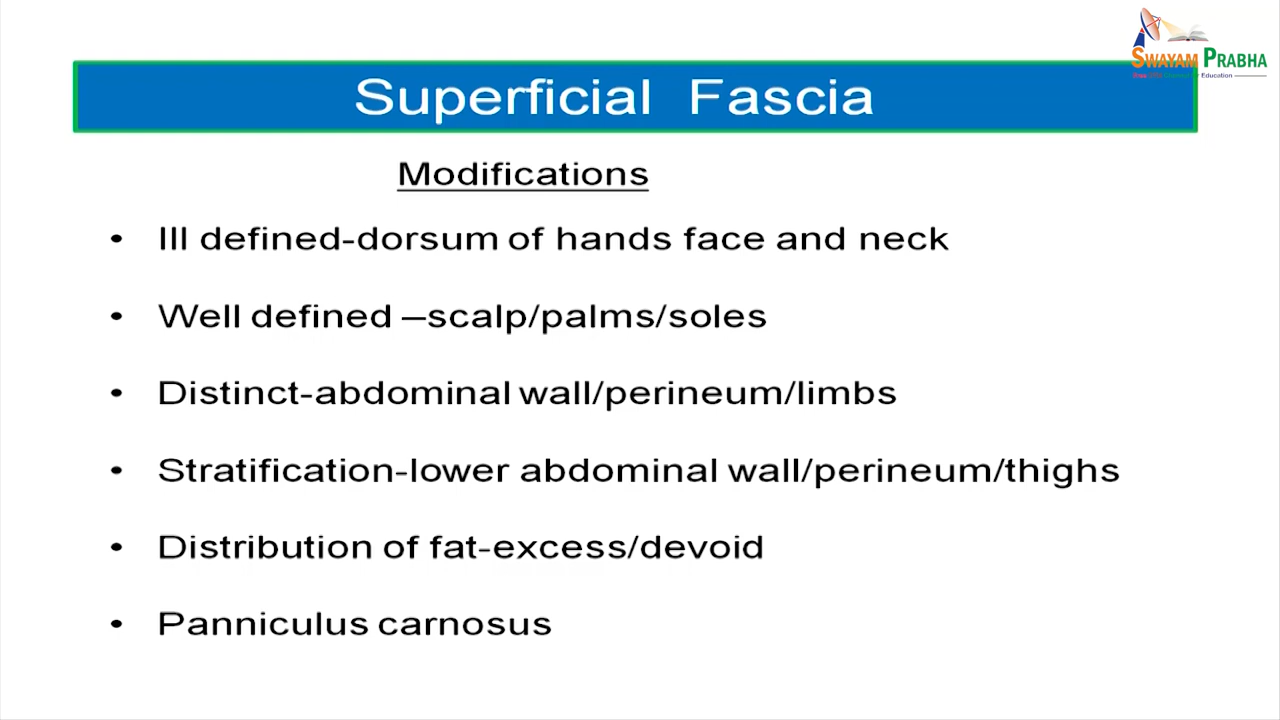 SWAYAM PRABHA
Superficial Fascia
Modifications
• Ill defined-dorsum of hands face and neck
• Well defined –scalp/palms/soles
• Distinct-abdominal wall/perineum/limbs
• Stratification-lower abdominal wall/perineum/thighs
• Distribution of fat-excess/devoid
• Panniculus carnosus